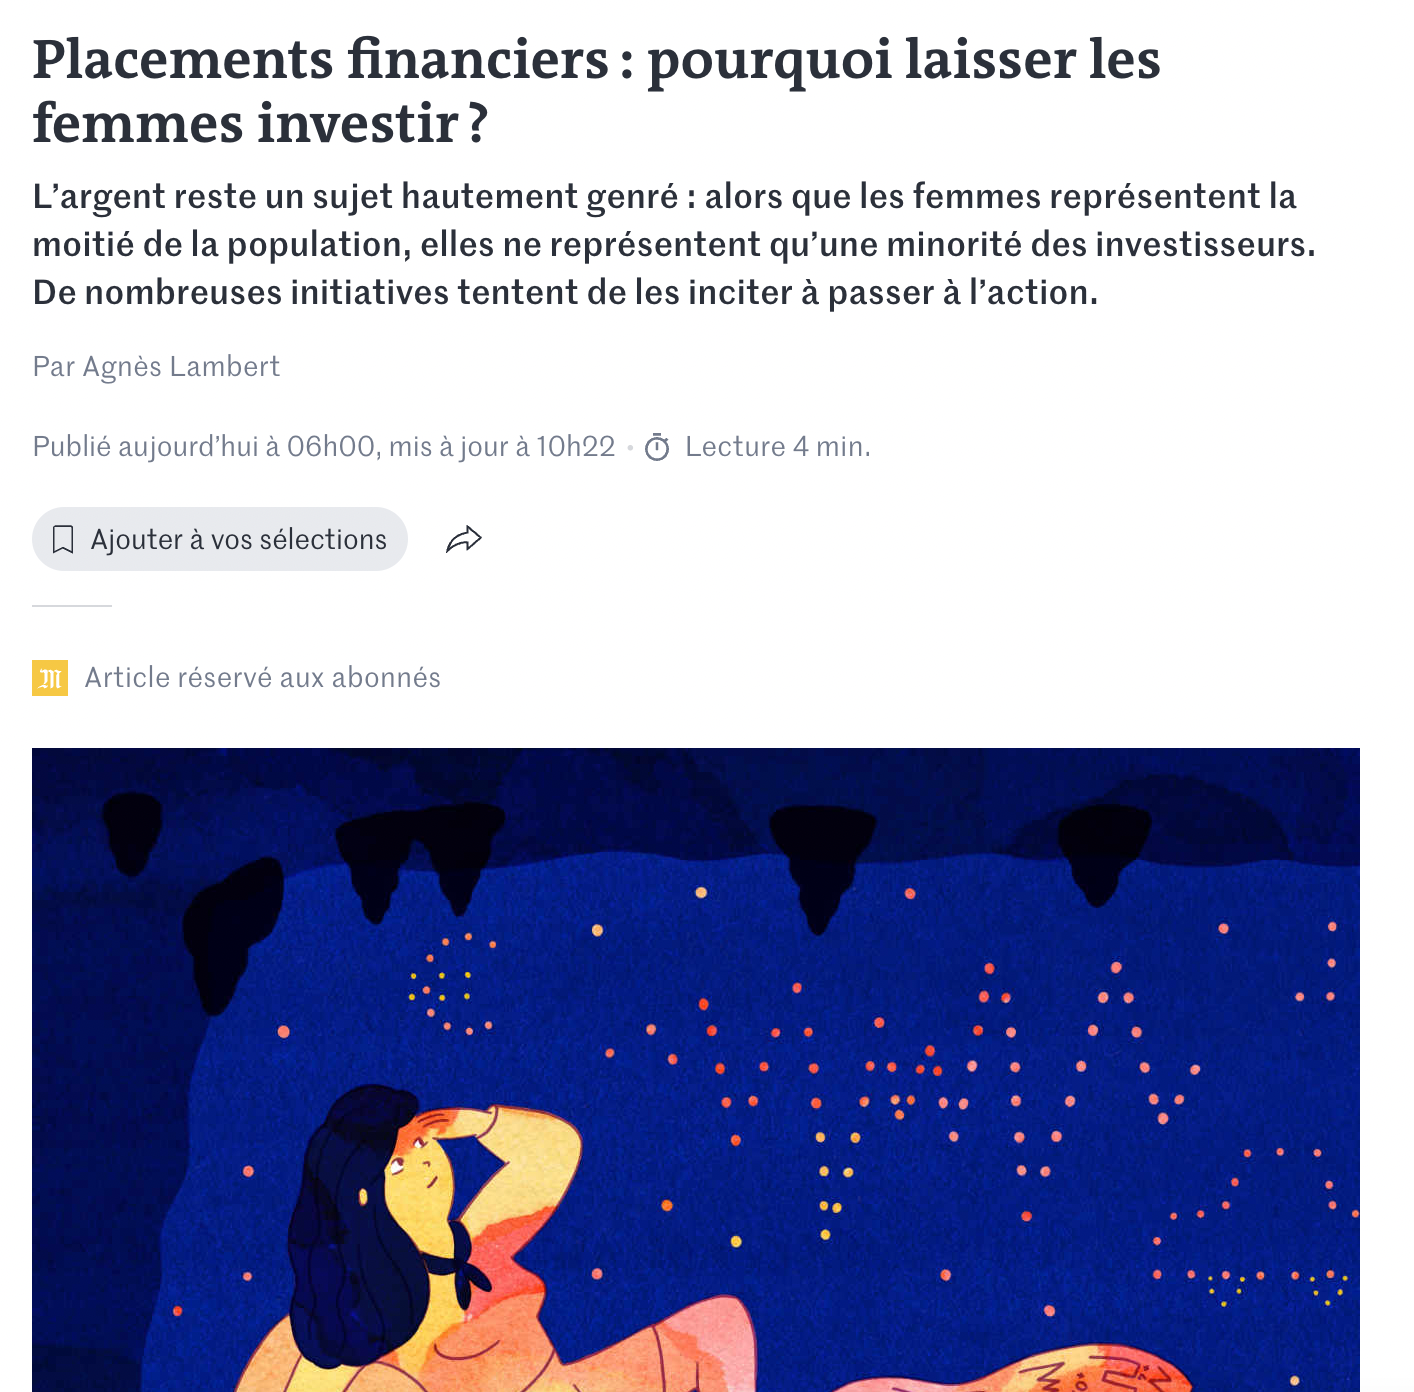 Placements financiers : pourquoi laisser les
femmes investir ?
L’argent reste un sujet hautement genré : alors que les femmes représentent la
moitié de la population, elles ne représentent qu’une minorité des investisseurs.
De nombreuses initiatives tentent de les inciter à passer à l’action.
Par Agnès Lambert
Publié aujourd’hui à 06h00, mis à jour à 10h22 • Lecture 4 min.
Ajouter à vos sélections
M Article réservé aux abonnés
€